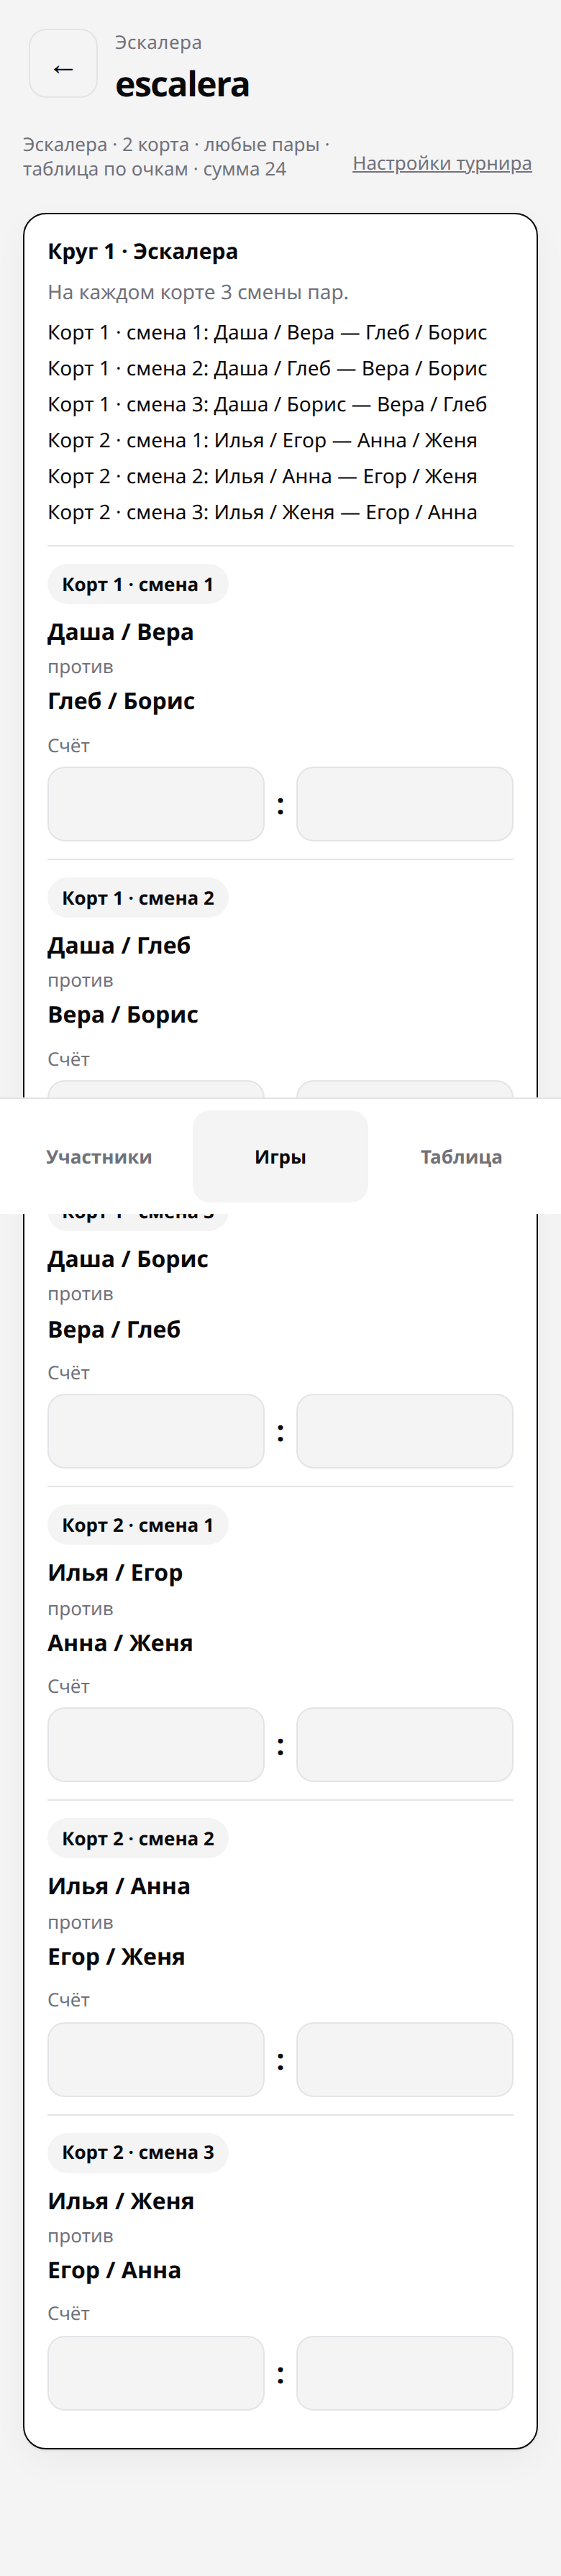 ←
Эскалера
escalera
Эскалера · 2 корта · любые пары ·
таблица по очкам · сумма 24
Настройки турнира
Круг 1 · Эскалера
На каждом корте 3 смены пар.
Корт 1 · смена 1: Даша / Вера — Глеб / Борис
Корт 1 · смена 2: Даша / Глеб — Вера / Борис
Корт 1 · смена 3: Даша / Борис — Вера / Глеб
Корт 2 · смена 1: Илья / Егор — Анна / Женя
Корт 2 · смена 2: Илья / Анна — Егор / Женя
Корт 2 · смена 3: Илья / Женя — Егор / Анна
Корт 1 · смена 1
Даша / Вера
против
Глеб / Борис
Счёт
:
Корт 1 · смена 2
Даша / Глеб
против
Вера / Борис
Счёт
Участники Игры Таблица
Даша / Борис
против
Вера / Глеб
Счёт
:
Корт 2 · смена 1
Илья / Егор
против
Анна / Женя
Счёт
:
Корт 2 · смена 2
Илья / Анна
против
Егор / Женя
Счёт
:
Корт 2 · смена 3
Илья / Женя
против
Егор / Анна
Счёт
: